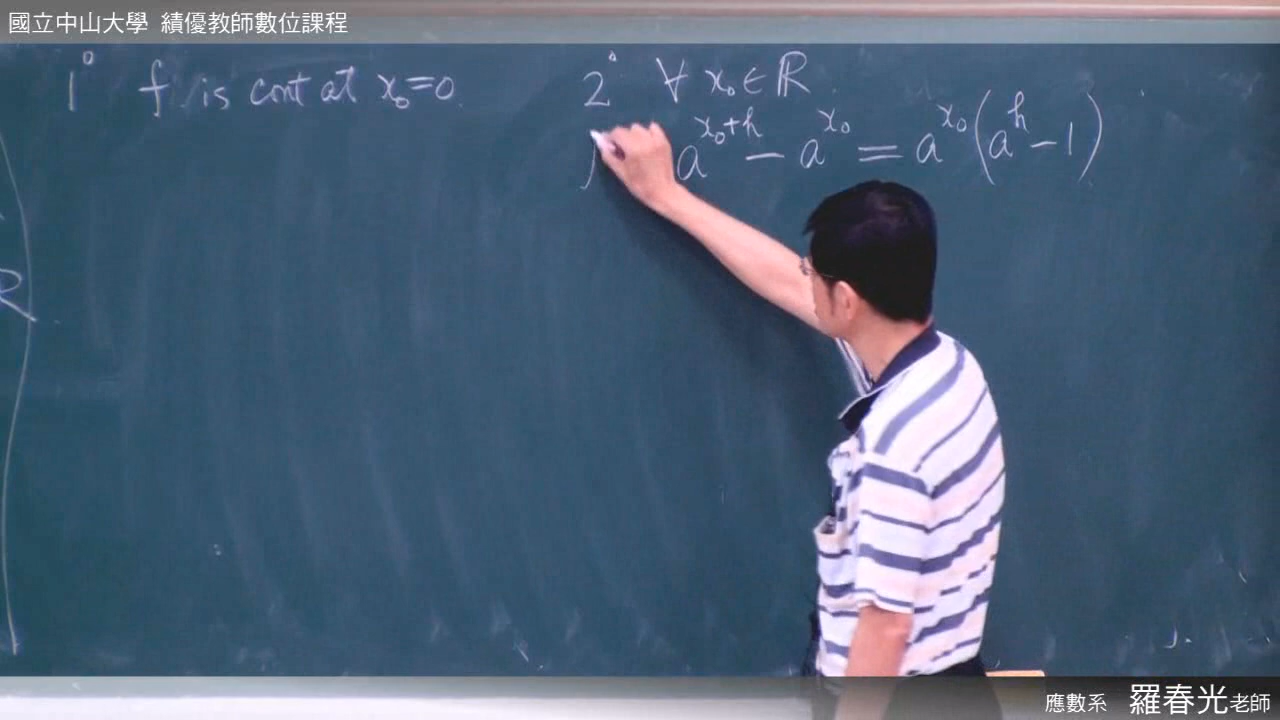 國立中山大學 績優教師數位課程
1° f is cont at x₀=0
2° ∀ x₀∈ℝ
a^{x₀+h} − a^{x₀} = a^{x₀}(a^h − 1)
R
應數系 羅春光老師